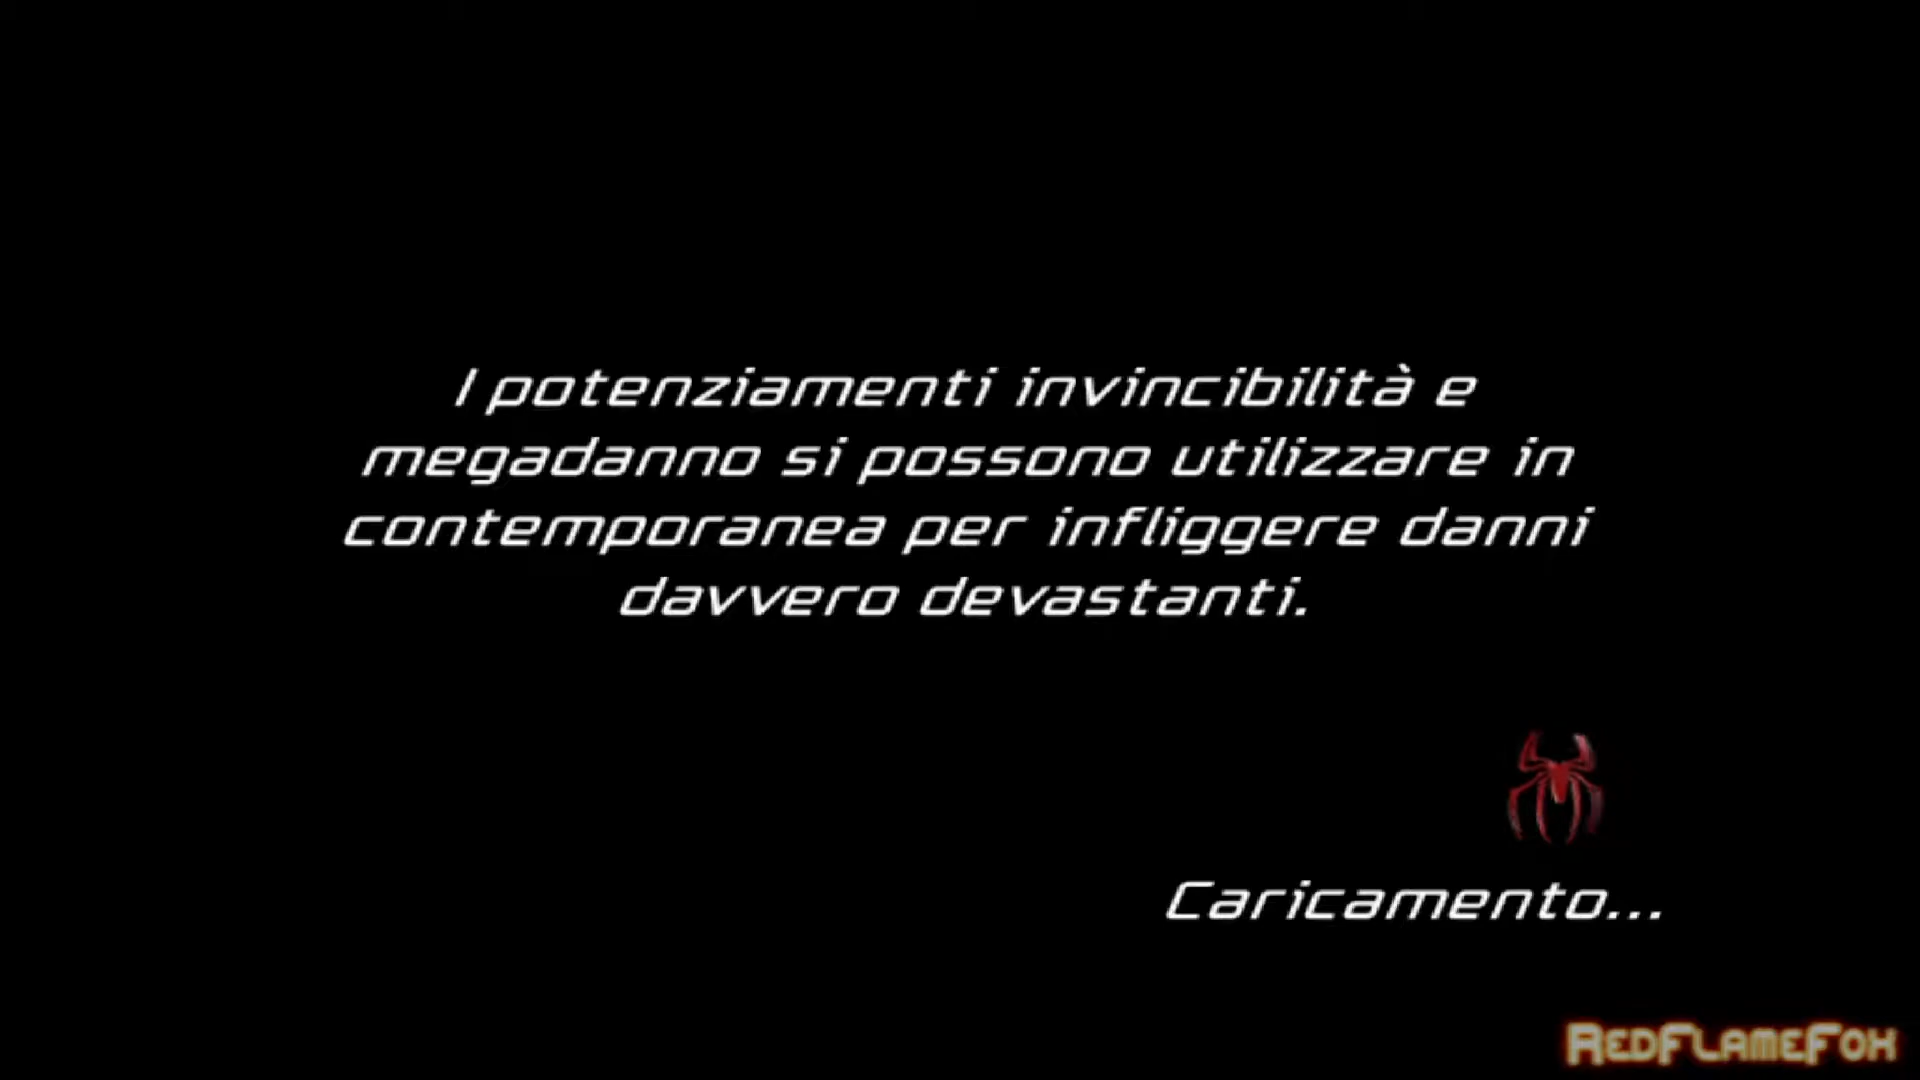 I potenziamenti invincibilità e
megadanno si possono utilizzare in
contemporanea per infliggere danni
davvero devastanti.
Caricamento...
RedFlameFox